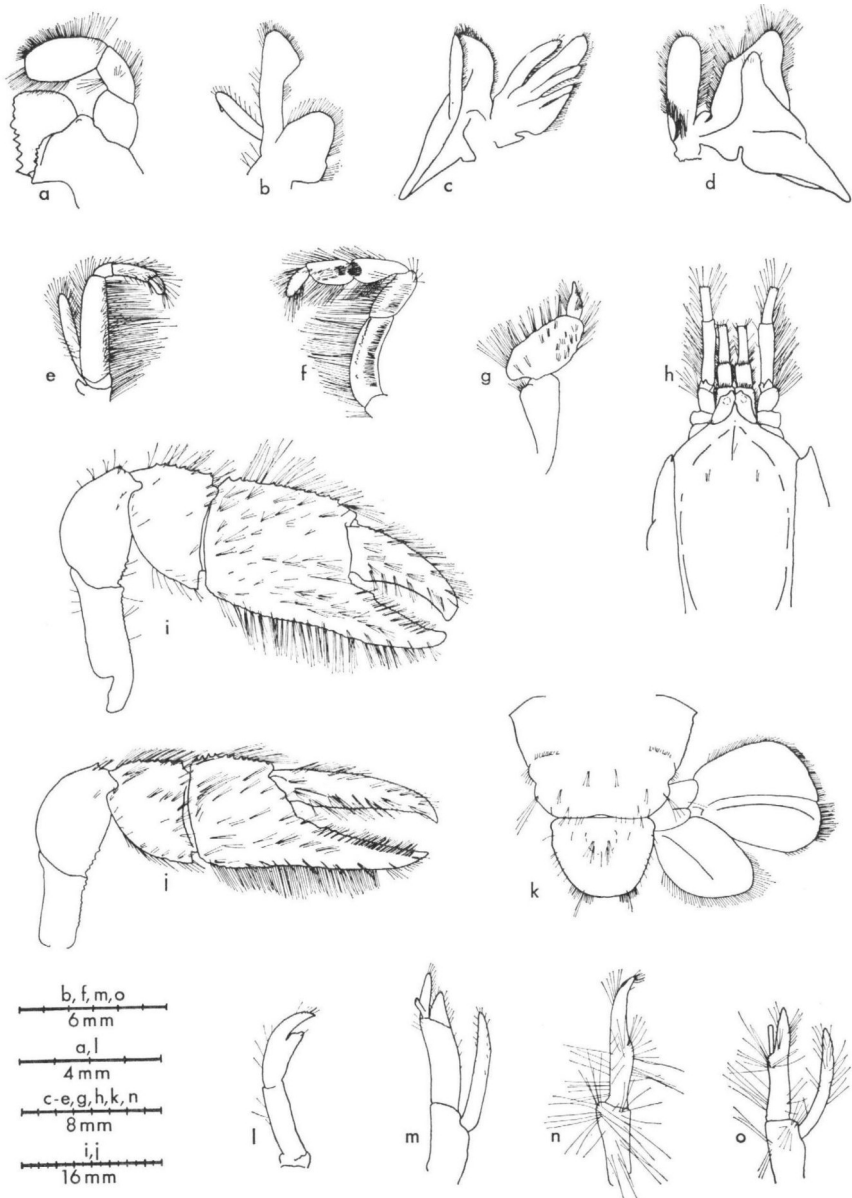 a
b
c
d
e
f
g
h
i
j
k
b, f, m, o
6 mm
a, l
4 mm
c-e, g, h, k, n
8 mm
i, j
16 mm
l
m
n
o